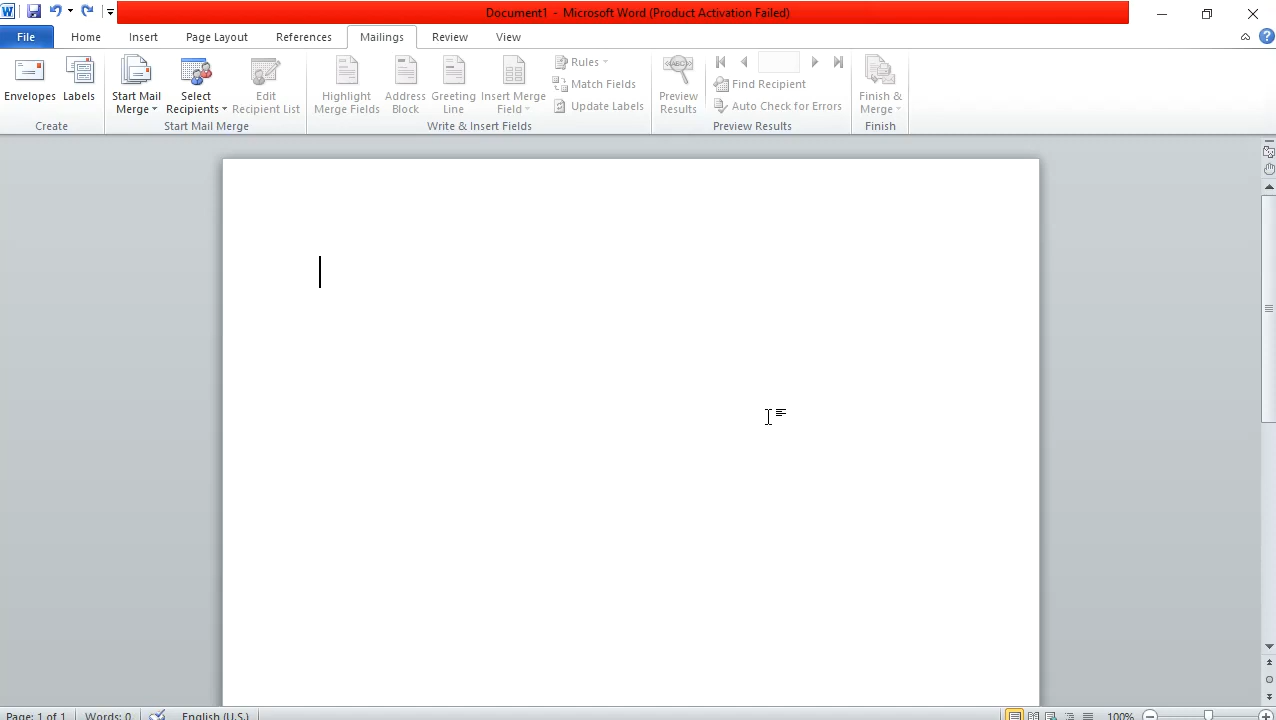 Document1 - Microsoft Word (Product Activation Failed)
File Home Insert Page Layout References Mailings Review View
Envelopes
Labels
Create
Start Mail
Merge
Select
Recipients
Edit
Recipient List
Start Mail Merge
Highlight
Merge Fields
Address
Block
Greeting
Line
Insert Merge
Field
Rules
Match Fields
Update Labels
Write & Insert Fields
Preview
Results
Find Recipient
Auto Check for Errors
Preview Results
Finish &
Merge
Finish
Page: 1 of 1 Words: 0 English (U.S.) 100%